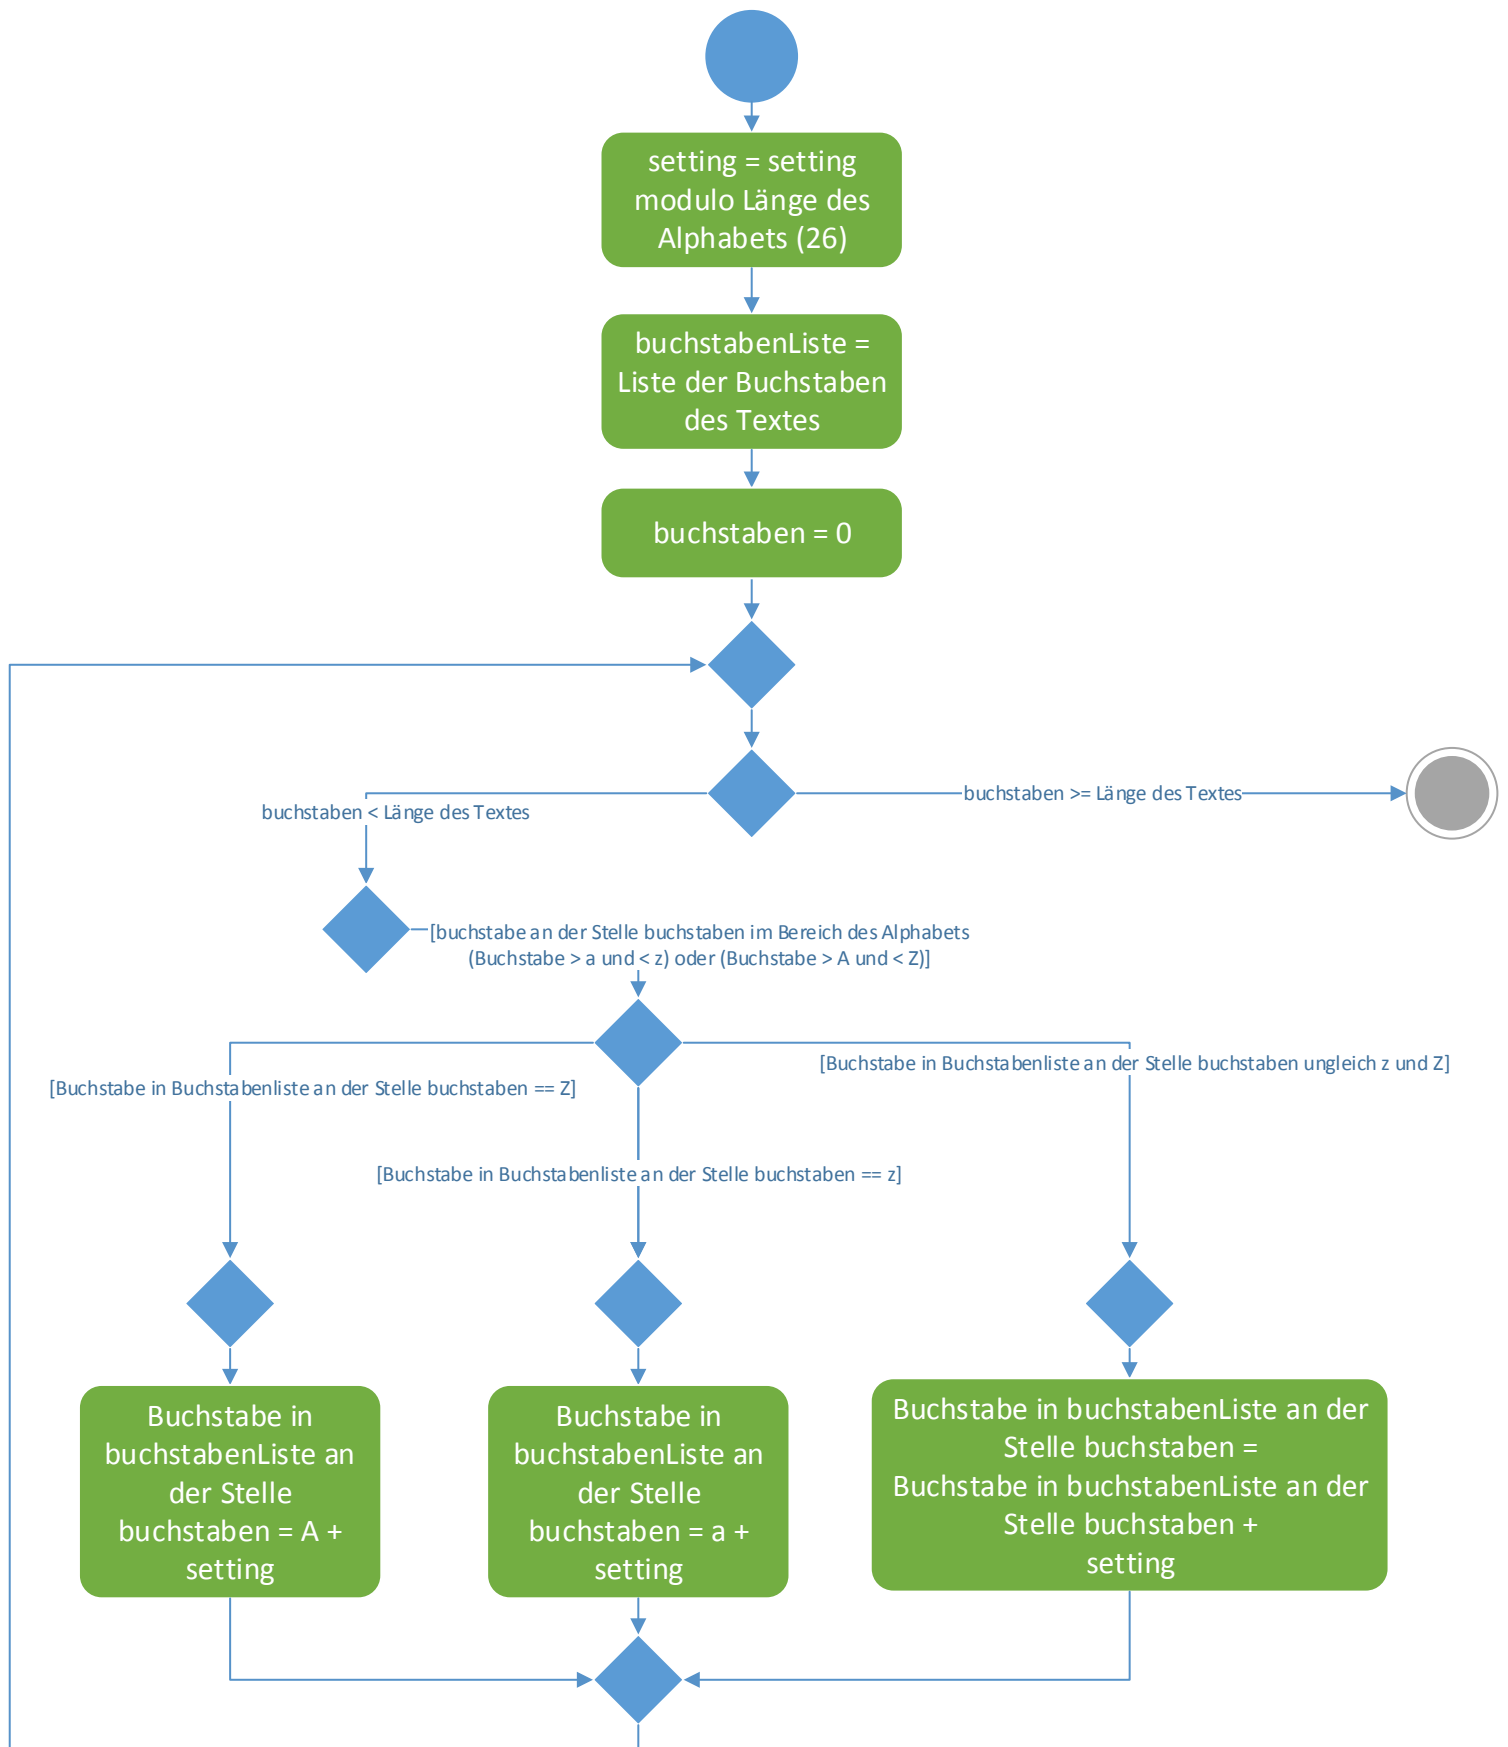 setting = setting
modulo Länge des
Alphabets (26)
buchstabenListe =
Liste der Buchstaben
des Textes
buchstaben = 0
buchstaben >= Länge des Textes
buchstaben < Länge des Textes
[buchstabe an der Stelle buchstaben im Bereich des Alphabets
(Buchstabe > a und < z) oder (Buchstabe > A und < Z)]
[Buchstabe in Buchstabenliste an der Stelle buchstaben ungleich z und Z]
[Buchstabe in Buchstabenliste an der Stelle buchstaben == Z]
[Buchstabe in Buchstabenliste an der Stelle buchstaben == z]
Buchstabe in
buchstabenListe an
der Stelle
buchstaben = A +
setting
Buchstabe in
buchstabenListe an
der Stelle
buchstaben = a +
setting
Buchstabe in buchstabenListe an der
Stelle buchstaben =
Buchstabe in buchstabenListe an der
Stelle buchstaben +
setting